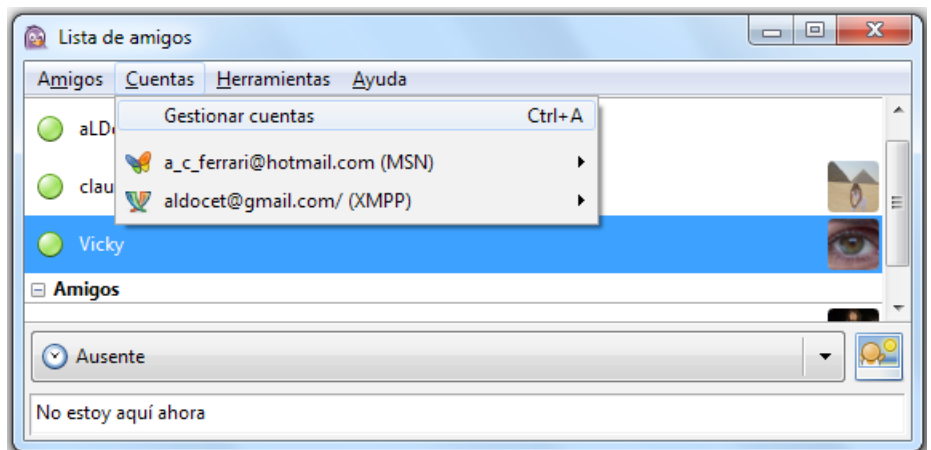 Lista de amigos
Amigos Cuentas Herramientas Ayuda
Gestionar cuentas Ctrl+A
a_c_ferrari@hotmail.com (MSN)
aldocet@gmail.com/ (XMPP)
Vicky
Amigos
Ausente
No estoy aquí ahora